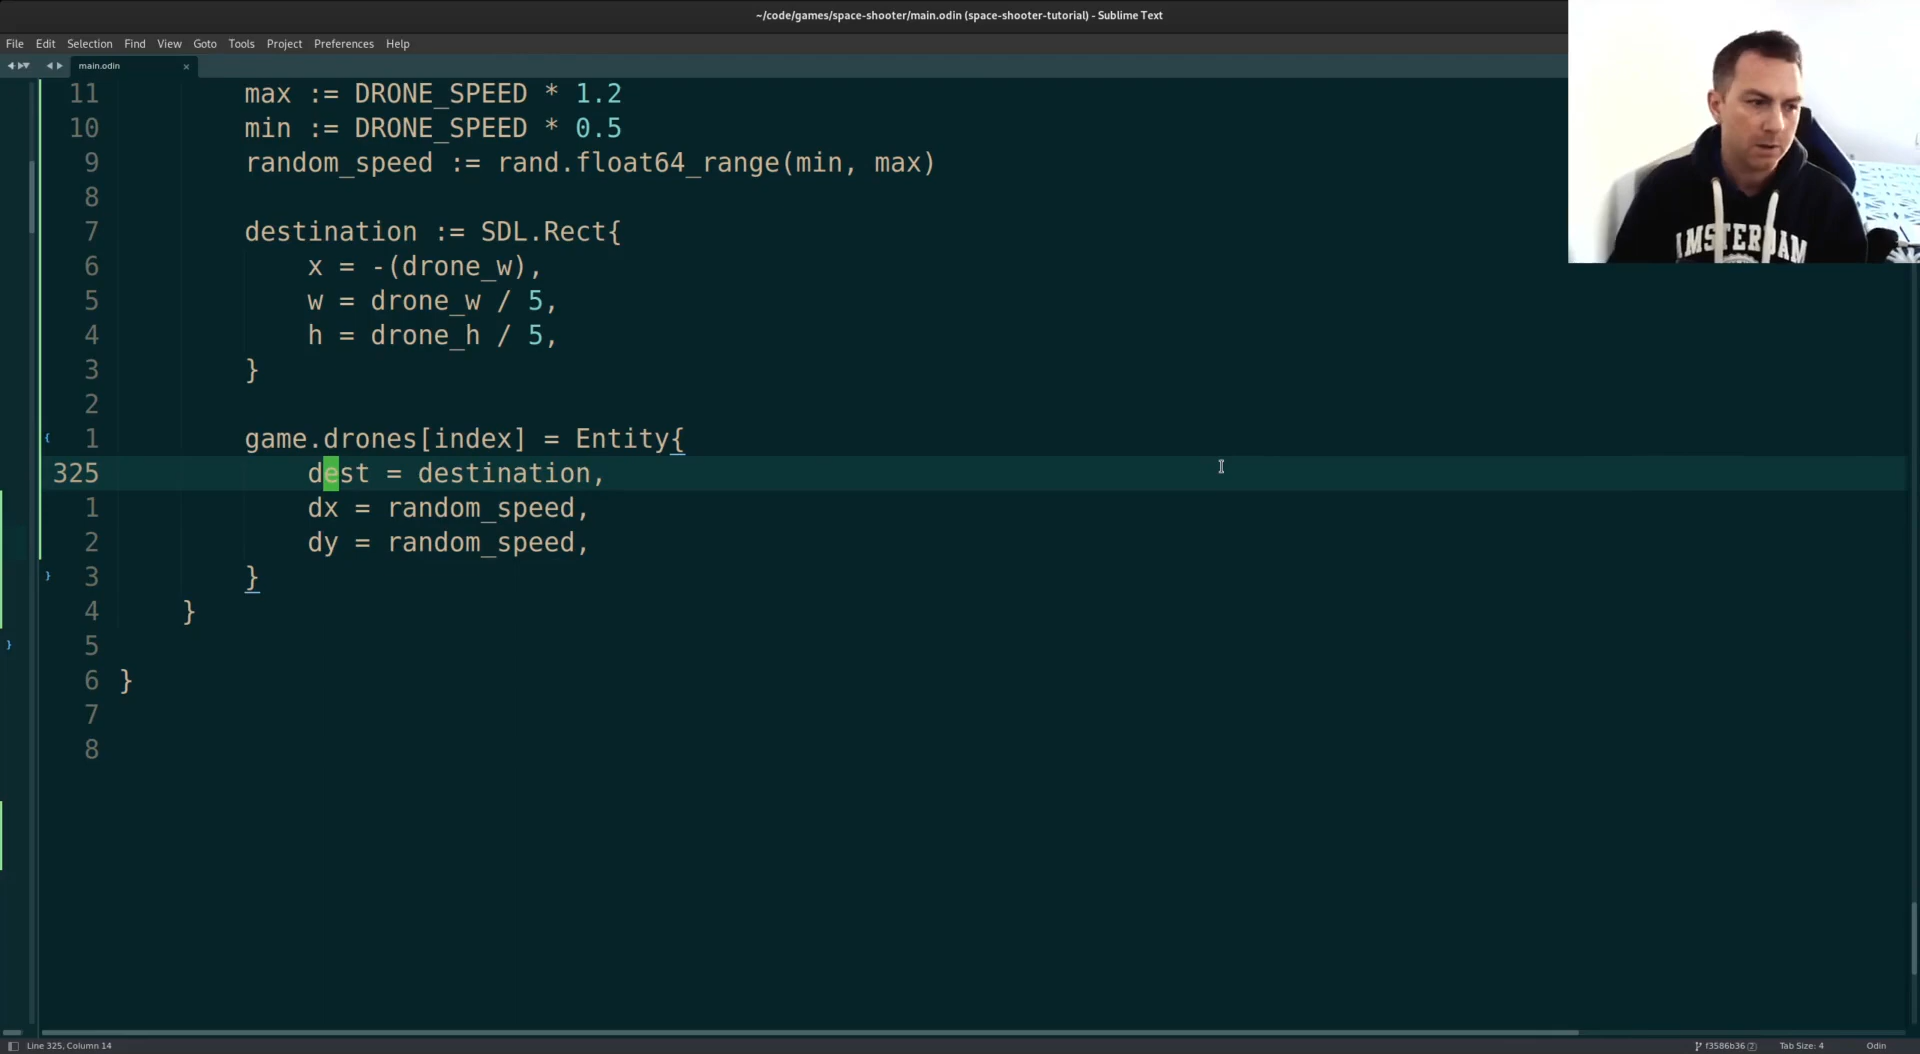 ~/code/games/space-shooter/main.odin (space-shooter-tutorial) - Sublime Text
File Edit Selection Find View Goto Tools Project Preferences Help
main.odin ×
11 max := DRONE_SPEED * 1.2
10 min := DRONE_SPEED * 0.5
9 random_speed := rand.float64_range(min, max)
8
7 destination := SDL.Rect{
6 x = -(drone_w),
5 w = drone_w / 5,
4 h = drone_h / 5,
3 }
2
{ 1 game.drones[index] = Entity{
325 dest = destination,
1 dx = random_speed,
2 dy = random_speed,
} 3 }
4 }
} 5
6 }
7
8
AMSTERDAM
Line 325, Column 14 f3586b36 2 Tab Size: 4 Odin